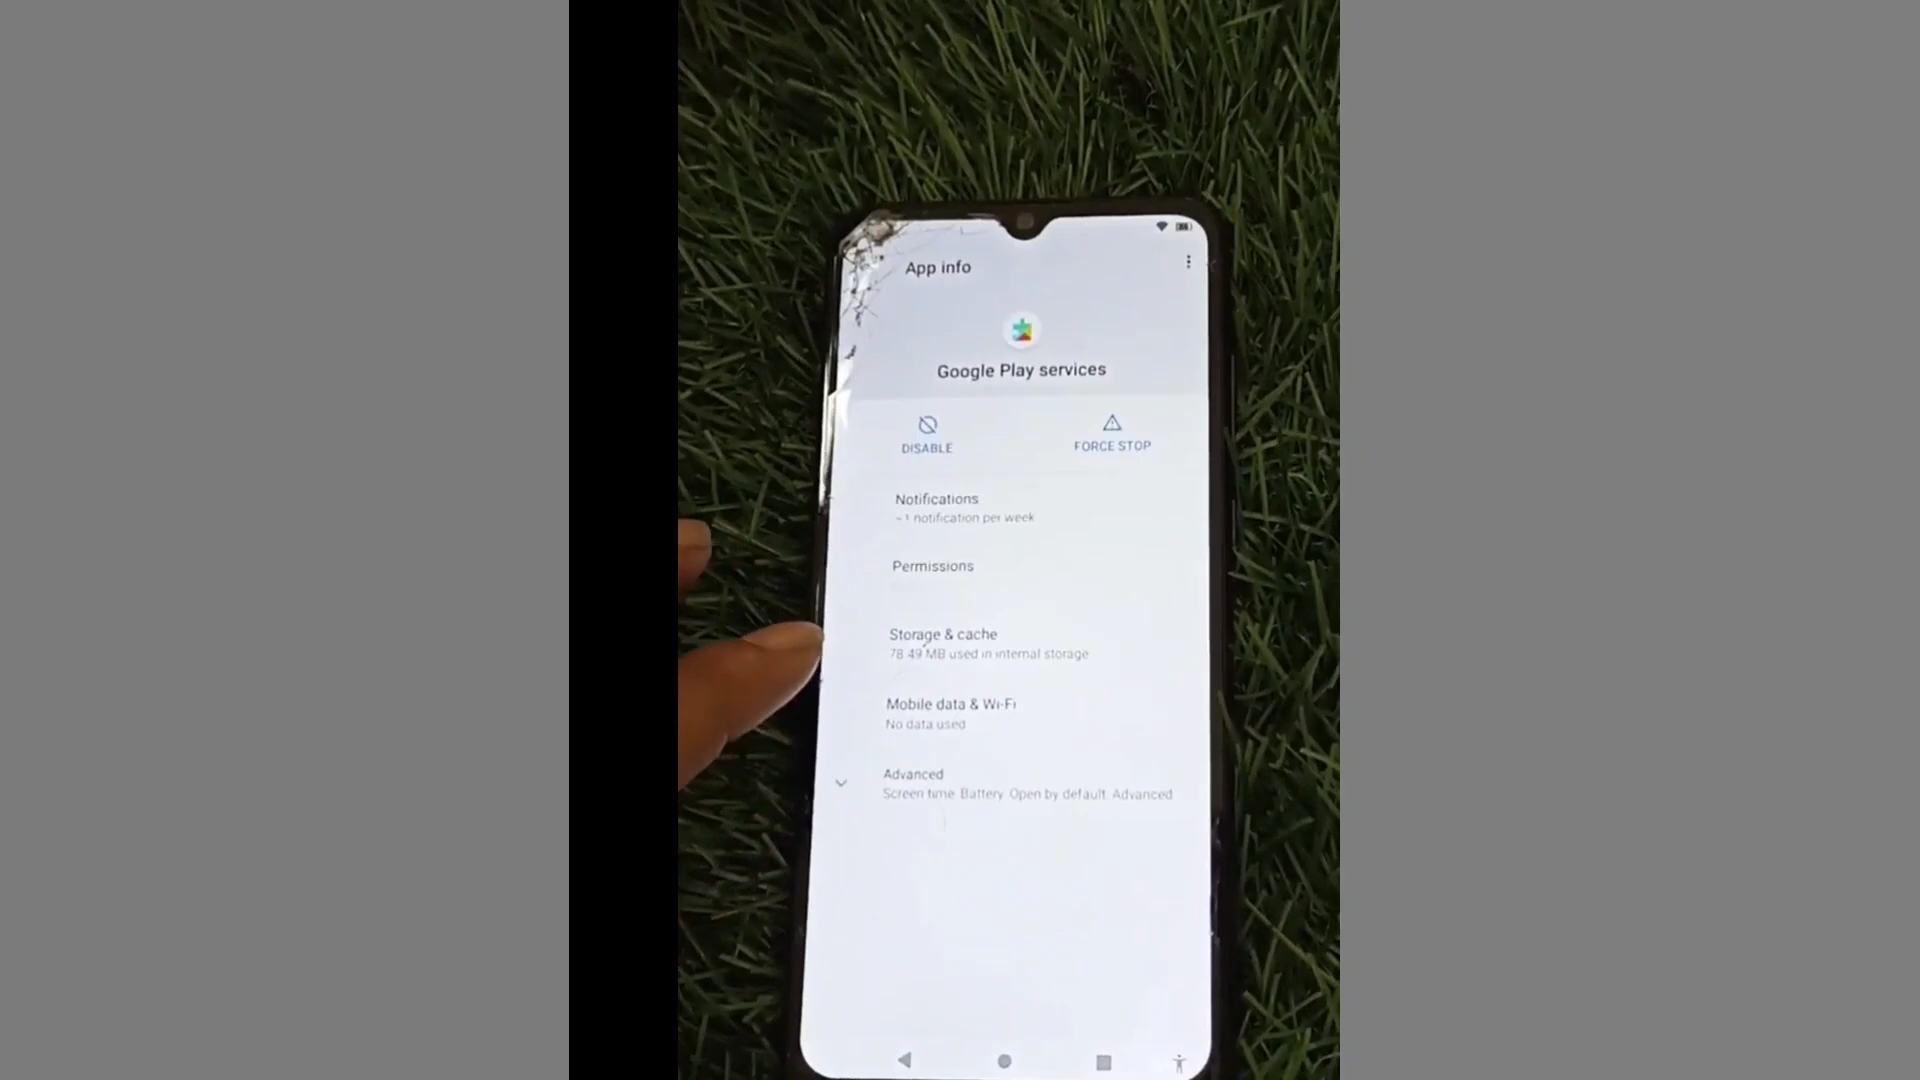 App info
Google Play services
DISABLE
FORCE STOP
Notifications
~1 notification per week
Permissions
Storage & cache
78.49 MB used in internal storage
Mobile data & Wi-Fi
No data used
Advanced
Screen time, Battery, Open by default, Advanced